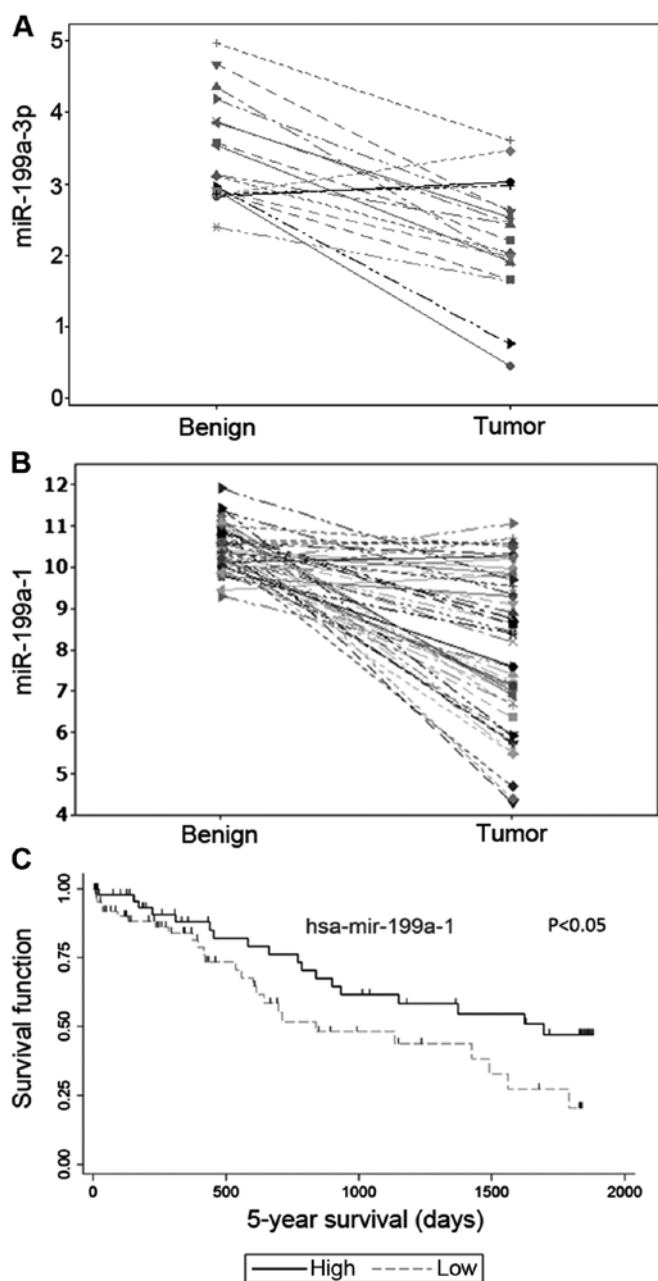 A
miR-199a-3p
5
4
3
2
1
0
Benign Tumor
B
miR-199a-1
12
11
10
9
8
7
6
5
4
Benign Tumor
C
Survival function
1.00
0.75
0.50
0.25
0.00
hsa-mir-199a-1 P<0.05
0 500 1000 1500 2000
5-year survival (days)
High Low